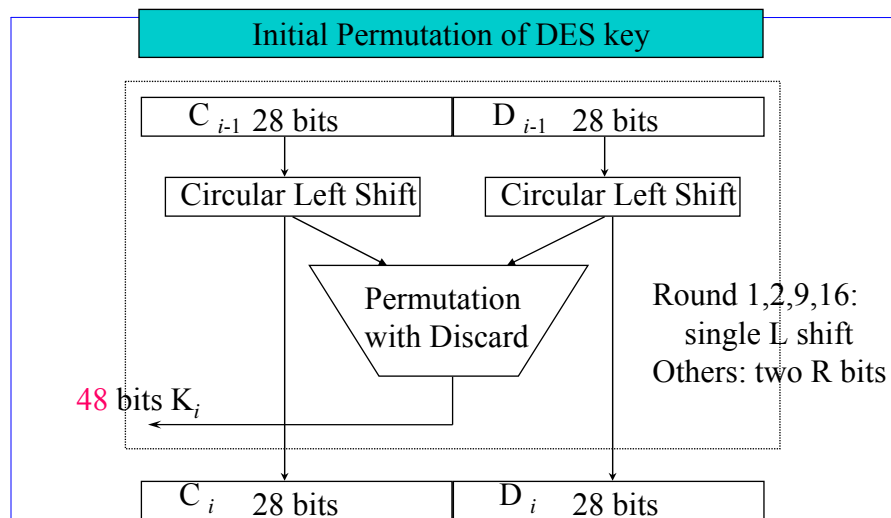 Initial Permutation of DES key
C i-1 28 bits
D i-1 28 bits
Circular Left Shift
Circular Left Shift
Permutation
with Discard
Round 1,2,9,16:
single L shift
Others: two R bits
48 bits Ki
C i 28 bits
D i 28 bits